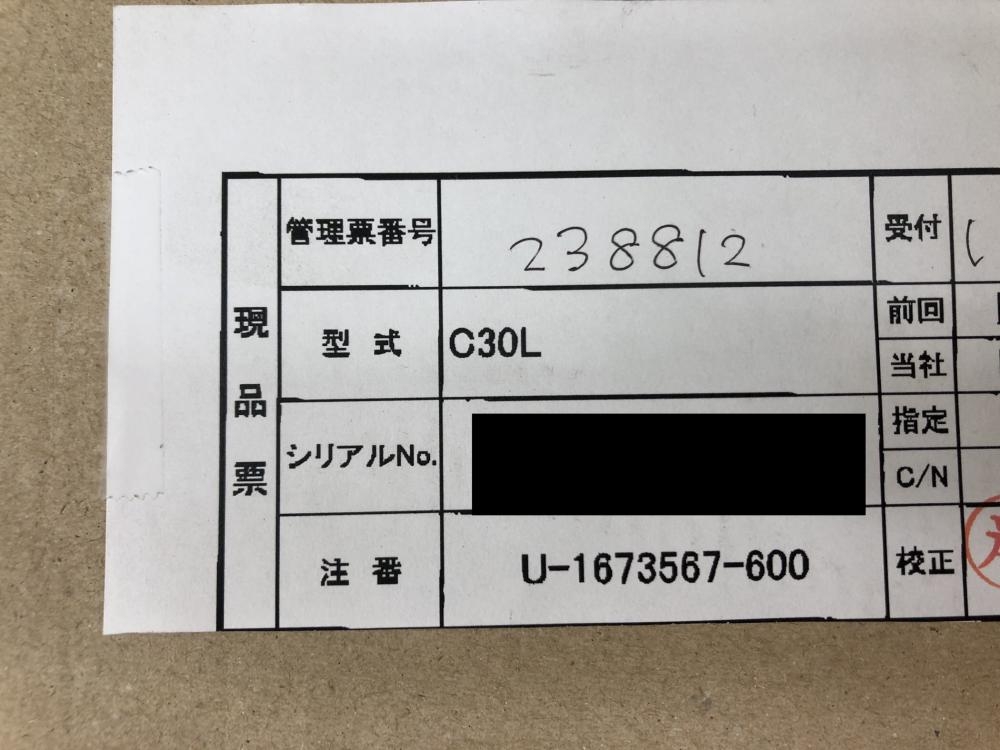 現品票
管理票番号 238812 受付
型式 C30L 前回
当社
シリアルNo. 指定
C/N
注番 U-1673567-600 校正